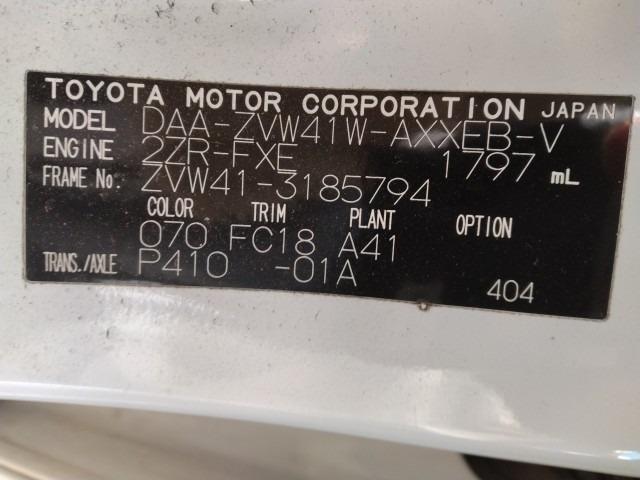 TOYOTA MOTOR CORPORATION JAPAN
MODEL DAA-ZVW41W-AXXEB-V
ENGINE 2ZR-FXE 1797 mL
FRAME No. ZVW41-3185794
COLOR TRIM PLANT OPTION
070 FC18 A41
TRANS./AXLE P410 -01A
404